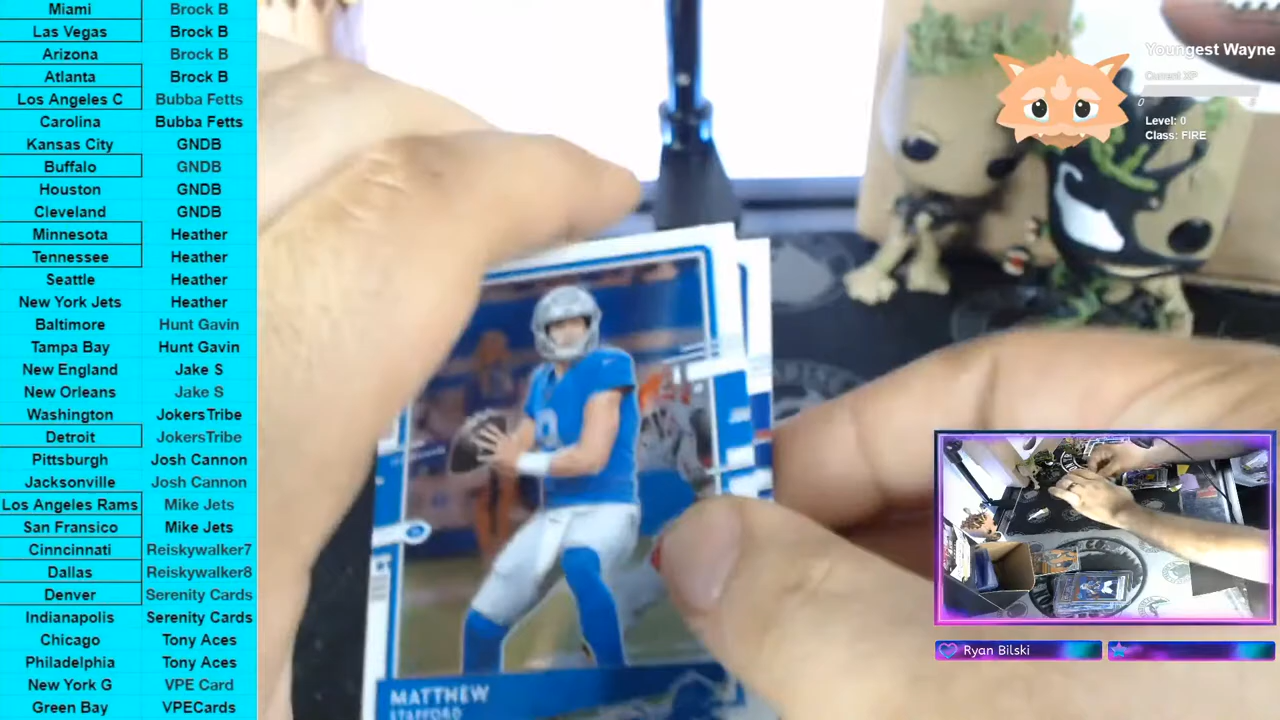 Miami Brock B
Las Vegas Brock B
Arizona Brock B
Atlanta Brock B
Los Angeles C Bubba Fetts
Carolina Bubba Fetts
Kansas City GNDB
Buffalo GNDB
Houston GNDB
Cleveland GNDB
Minnesota Heather
Tennessee Heather
Seattle Heather
New York Jets Heather
Baltimore Hunt Gavin
Tampa Bay Hunt Gavin
New England Jake S
New Orleans Jake S
Washington JokersTribe
Detroit JokersTribe
Pittsburgh Josh Cannon
Jacksonville Josh Cannon
Los Angeles Rams Mike Jets
San Fransico Mike Jets
Cinncinnati Reiskywalker7
Dallas Reiskywalker8
Denver Serenity Cards
Indianapolis Serenity Cards
Chicago Tony Aces
Philadelphia Tony Aces
New York G VPE Card
Green Bay VPECards
MATTHEW
STAFFORD
Youngest Wayne
Current XP
0
Level: 0
Class: FIRE
Ryan Bilski